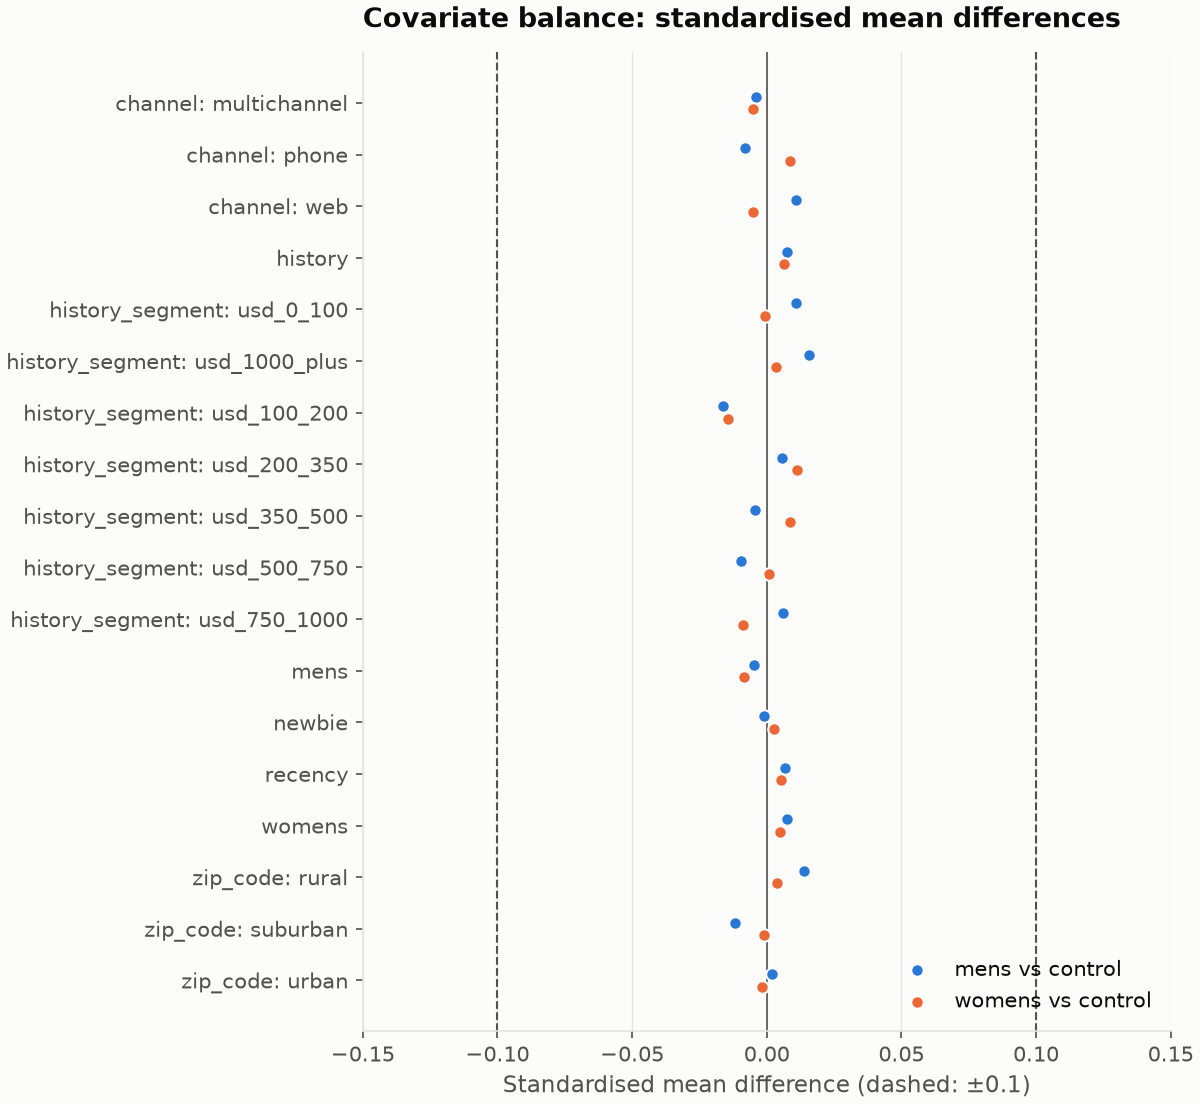 Covariate balance: standardised mean differences
channel: multichannel
channel: phone
channel: web
history
history_segment: usd_0_100
history_segment: usd_1000_plus
history_segment: usd_100_200
history_segment: usd_200_350
history_segment: usd_350_500
history_segment: usd_500_750
history_segment: usd_750_1000
mens
newbie
recency
womens
zip_code: rural
zip_code: suburban
zip_code: urban
mens vs control
womens vs control
−0.15 −0.10 −0.05 0.00 0.05 0.10 0.15
Standardised mean difference (dashed: ±0.1)